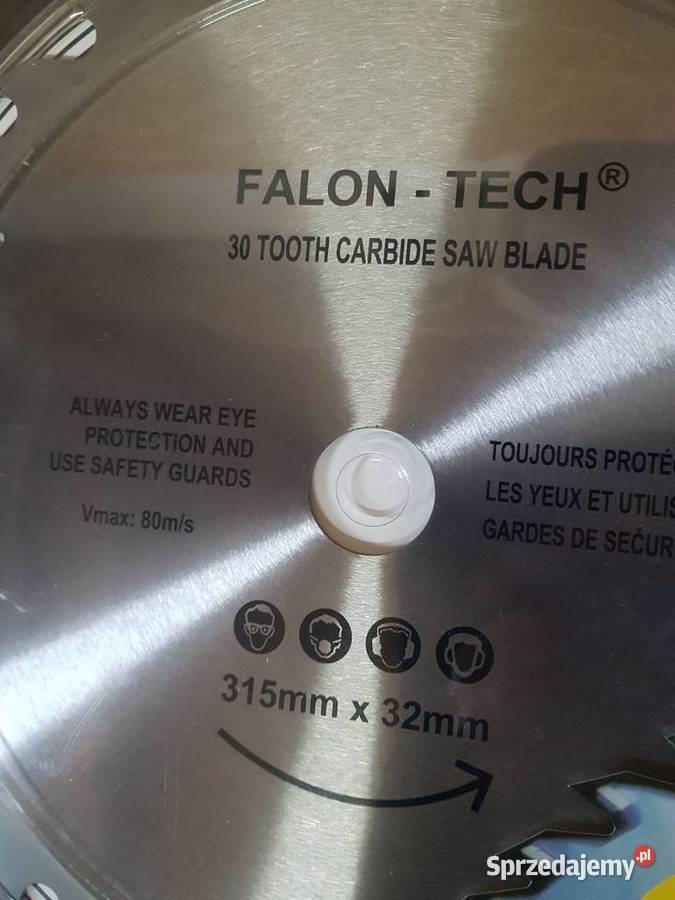 FALON - TECH®
30 TOOTH CARBIDE SAW BLADE
ALWAYS WEAR EYE
PROTECTION AND
USE SAFETY GUARDS
Vmax: 80m/s
TOUJOURS
LES YEUX ET
GARDES DE
315mm x 32mm
Sprzedajemy.pl